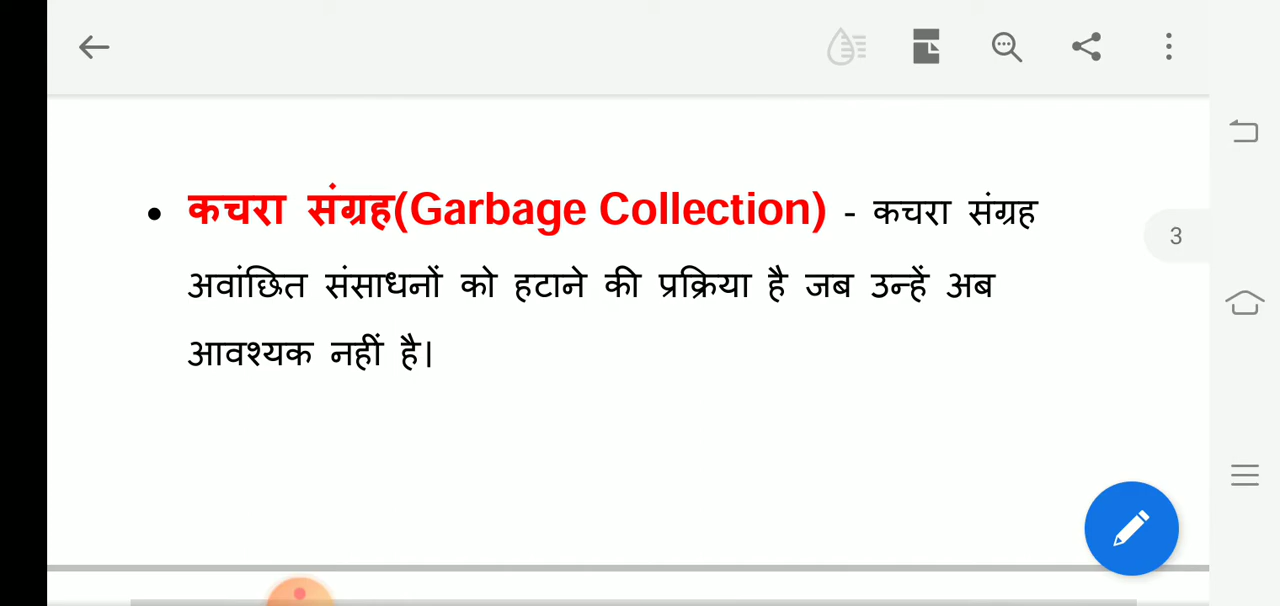 3
• कचरा संग्रह(Garbage Collection) - कचरा संग्रह
अवांछित संसाधनों को हटाने की प्रक्रिया है जब उन्हें अब
आवश्यक नहीं है।